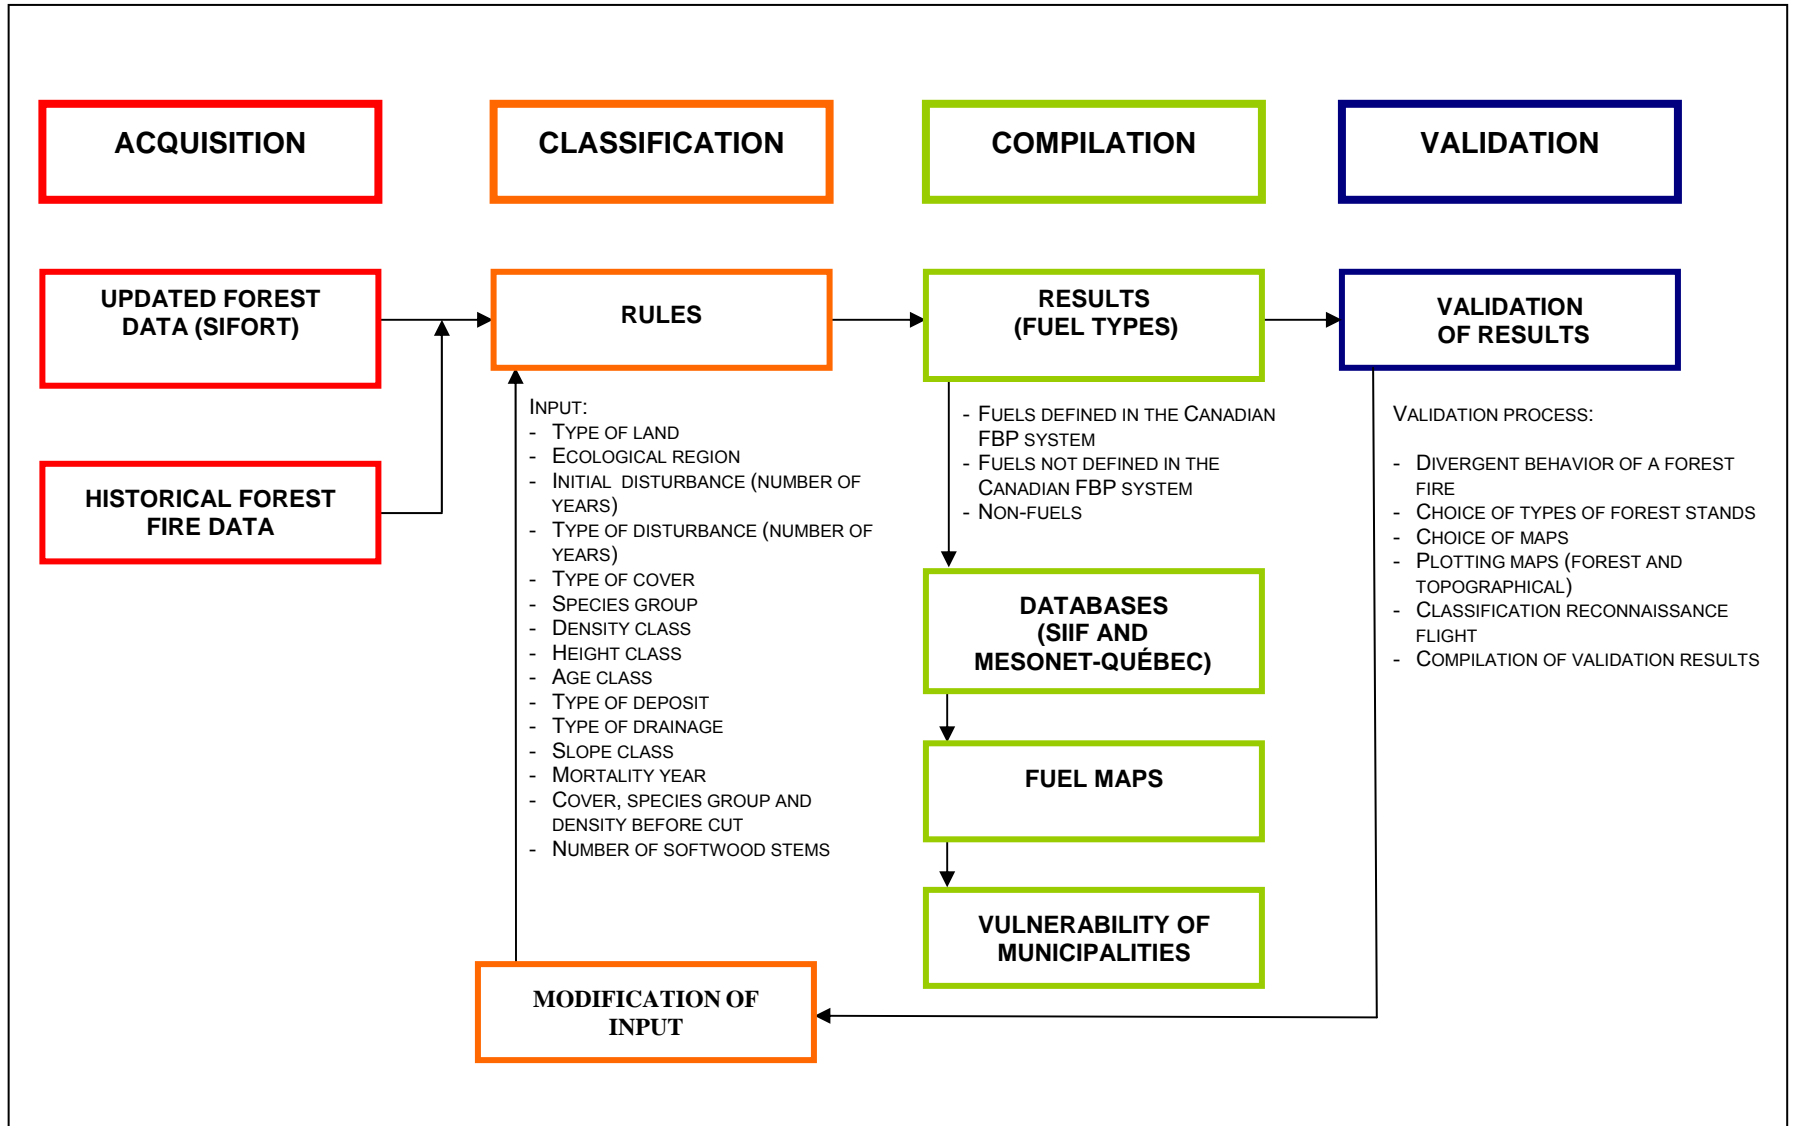 ACQUISITION
CLASSIFICATION
COMPILATION
VALIDATION
UPDATED FOREST
DATA (SIFORT)
HISTORICAL FOREST
FIRE DATA
RULES
INPUT:
- TYPE OF LAND
- ECOLOGICAL REGION
- INITIAL DISTURBANCE (NUMBER OF
YEARS)
- TYPE OF DISTURBANCE (NUMBER OF
YEARS)
- TYPE OF COVER
- SPECIES GROUP
- DENSITY CLASS
- HEIGHT CLASS
- AGE CLASS
- TYPE OF DEPOSIT
- TYPE OF DRAINAGE
- SLOPE CLASS
- MORTALITY YEAR
- COVER, SPECIES GROUP AND
DENSITY BEFORE CUT
- NUMBER OF SOFTWOOD STEMS
MODIFICATION OF
INPUT
RESULTS
(FUEL TYPES)
- FUELS DEFINED IN THE CANADIAN
FBP SYSTEM
- FUELS NOT DEFINED IN THE
CANADIAN FBP SYSTEM
- NON-FUELS
DATABASES
(SIIF AND
MESONET-QUÉBEC)
FUEL MAPS
VULNERABILITY OF
MUNICIPALITIES
VALIDATION
OF RESULTS
VALIDATION PROCESS:
- DIVERGENT BEHAVIOR OF A FOREST
FIRE
- CHOICE OF TYPES OF FOREST STANDS
- CHOICE OF MAPS
- PLOTTING MAPS (FOREST AND
TOPOGRAPHICAL)
- CLASSIFICATION RECONNAISSANCE
FLIGHT
- COMPILATION OF VALIDATION RESULTS